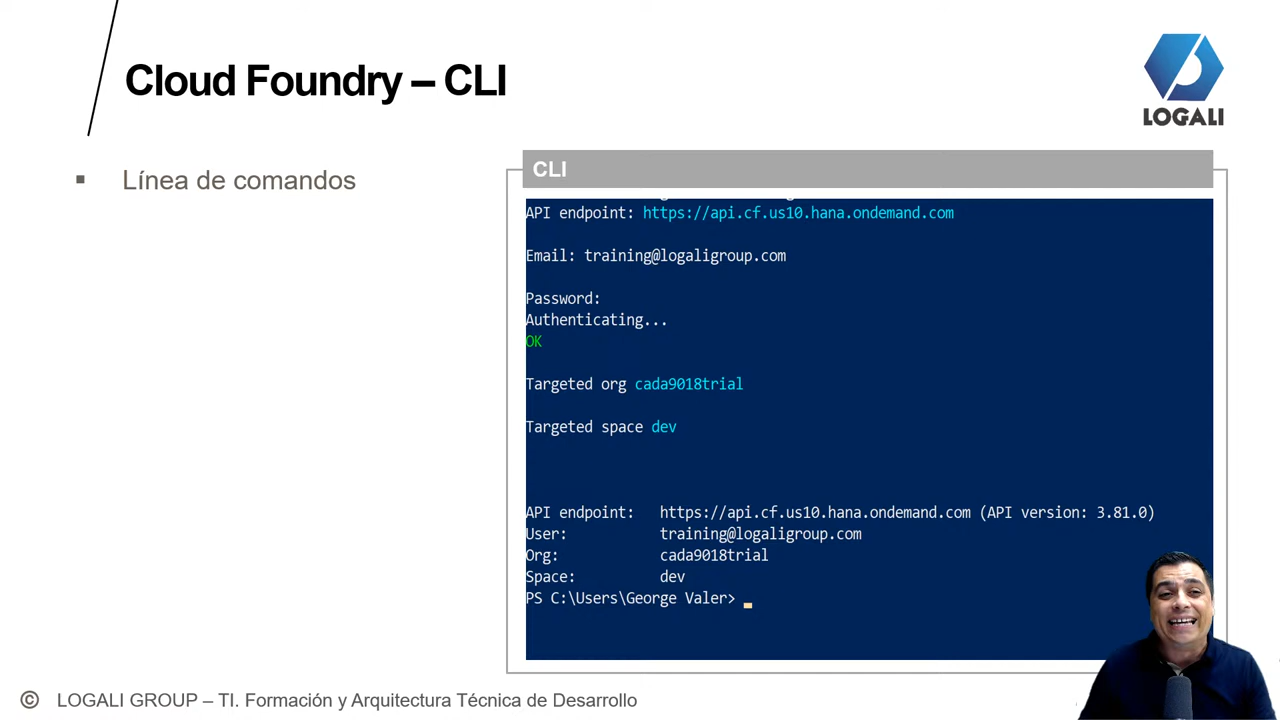 Cloud Foundry – CLI
LOGALI
▪ Línea de comandos
CLI
API endpoint: https://api.cf.us10.hana.ondemand.com
Email: training@logaligroup.com
Password:
Authenticating...
OK
Targeted org cada9018trial
Targeted space dev
API endpoint: https://api.cf.us10.hana.ondemand.com (API version: 3.81.0)
User: training@logaligroup.com
Org: cada9018trial
Space: dev
PS C:\Users\George Valer>
© LOGALI GROUP – TI. Formación y Arquitectura Técnica de Desarrollo